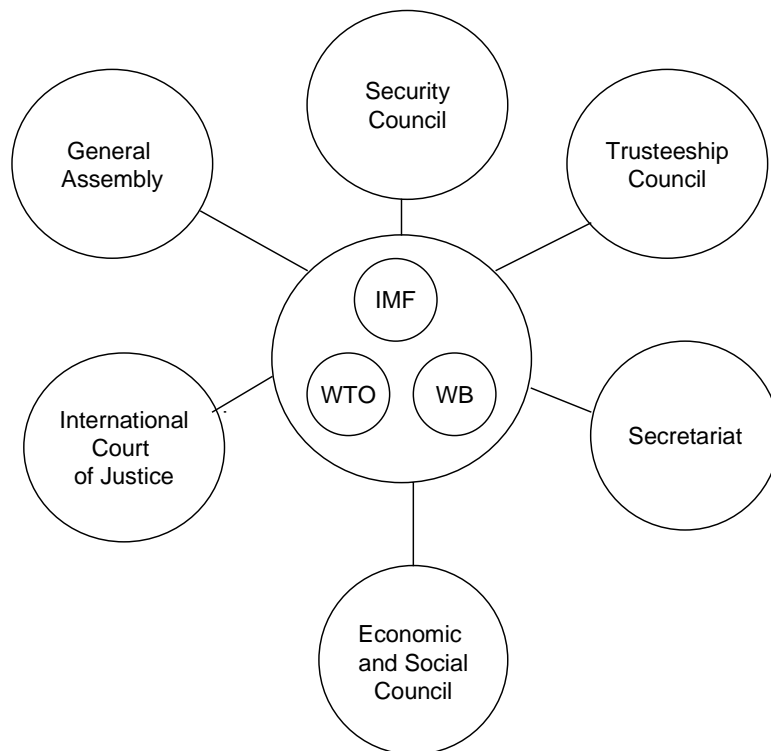 Security
Council
General
Assembly
Trusteeship
Council
IMF
WTO
WB
International
Court
of Justice
Secretariat
Economic
and Social
Council